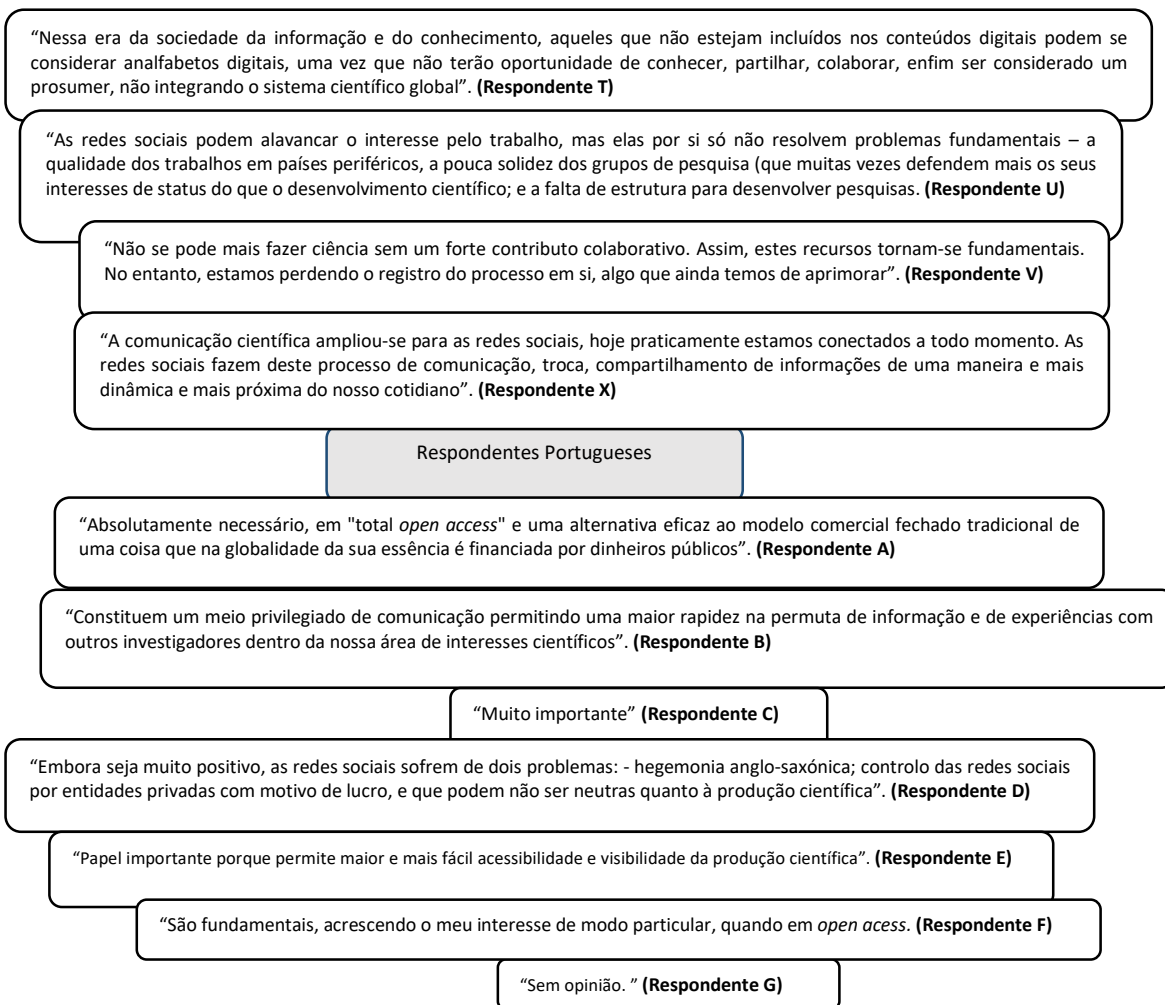 “Nessa era da sociedade da informação e do conhecimento, aqueles que não estejam incluídos nos conteúdos digitais podem se
considerar analfabetos digitais, uma vez que não terão oportunidade de conhecer, partilhar, colaborar, enfim ser considerado um
prosumer, não integrando o sistema científico global”. (Respondente T)
“As redes sociais podem alavancar o interesse pelo trabalho, mas elas por si só não resolvem problemas fundamentais – a
qualidade dos trabalhos em países periféricos, a pouca solidez dos grupos de pesquisa (que muitas vezes defendem mais os seus
interesses de status do que o desenvolvimento científico; e a falta de estrutura para desenvolver pesquisas. (Respondente U)
“Não se pode mais fazer ciência sem um forte contributo colaborativo. Assim, estes recursos tornam-se fundamentais.
No entanto, estamos perdendo o registro do processo em si, algo que ainda temos de aprimorar”. (Respondente V)
“A comunicação científica ampliou-se para as redes sociais, hoje praticamente estamos conectados a todo momento. As
redes sociais fazem deste processo de comunicação, troca, compartilhamento de informações de uma maneira e mais
dinâmica e mais próxima do nosso cotidiano”. (Respondente X)
Respondentes Portugueses
“Absolutamente necessário, em "total open access" e uma alternativa eficaz ao modelo comercial fechado tradicional de
uma coisa que na globalidade da sua essência é financiada por dinheiros públicos”. (Respondente A)
“Constituem um meio privilegiado de comunicação permitindo uma maior rapidez na permuta de informação e de experiências com
outros investigadores dentro da nossa área de interesses científicos”. (Respondente B)
“Muito importante” (Respondente C)
“Embora seja muito positivo, as redes sociais sofrem de dois problemas: - hegemonia anglo-saxónica; controlo das redes sociais
por entidades privadas com motivo de lucro, e que podem não ser neutras quanto à produção científica”. (Respondente D)
“Papel importante porque permite maior e mais fácil acessibilidade e visibilidade da produção científica”. (Respondente E)
“São fundamentais, acrescendo o meu interesse de modo particular, quando em open acess. (Respondente F)
“Sem opinião. ” (Respondente G)